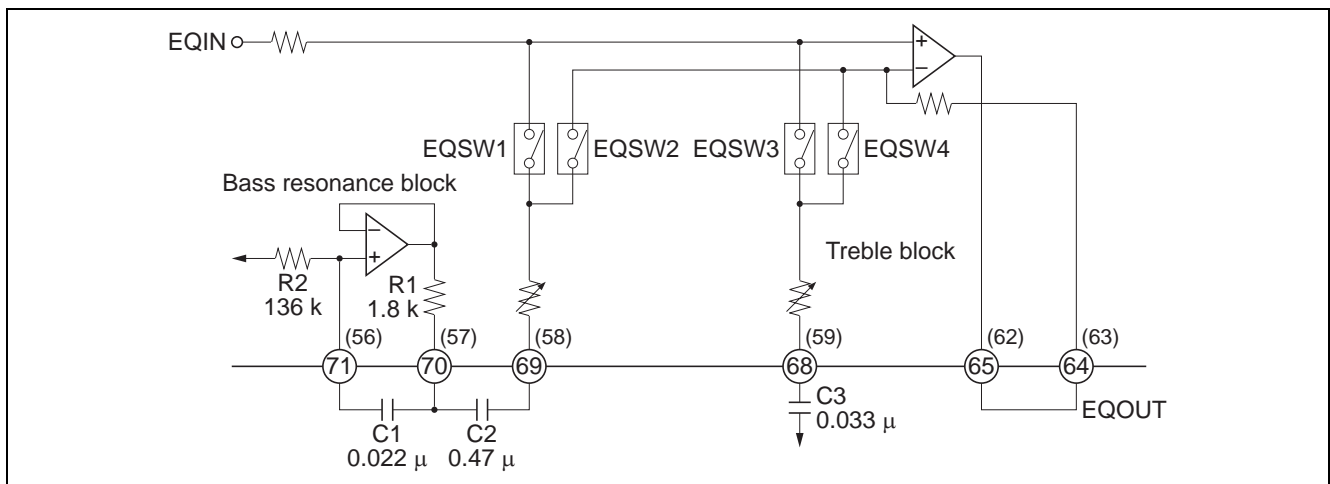 EQIN
+
−
EQSW1
EQSW2
EQSW3
EQSW4
Bass resonance block
−
+
Treble block
R2
136 k
R1
1.8 k
(56)
(57)
(58)
(59)
(62)
(63)
71
70
69
68
65
64
C1
0.022 μ
C2
0.47 μ
C3
0.033 μ
EQOUT